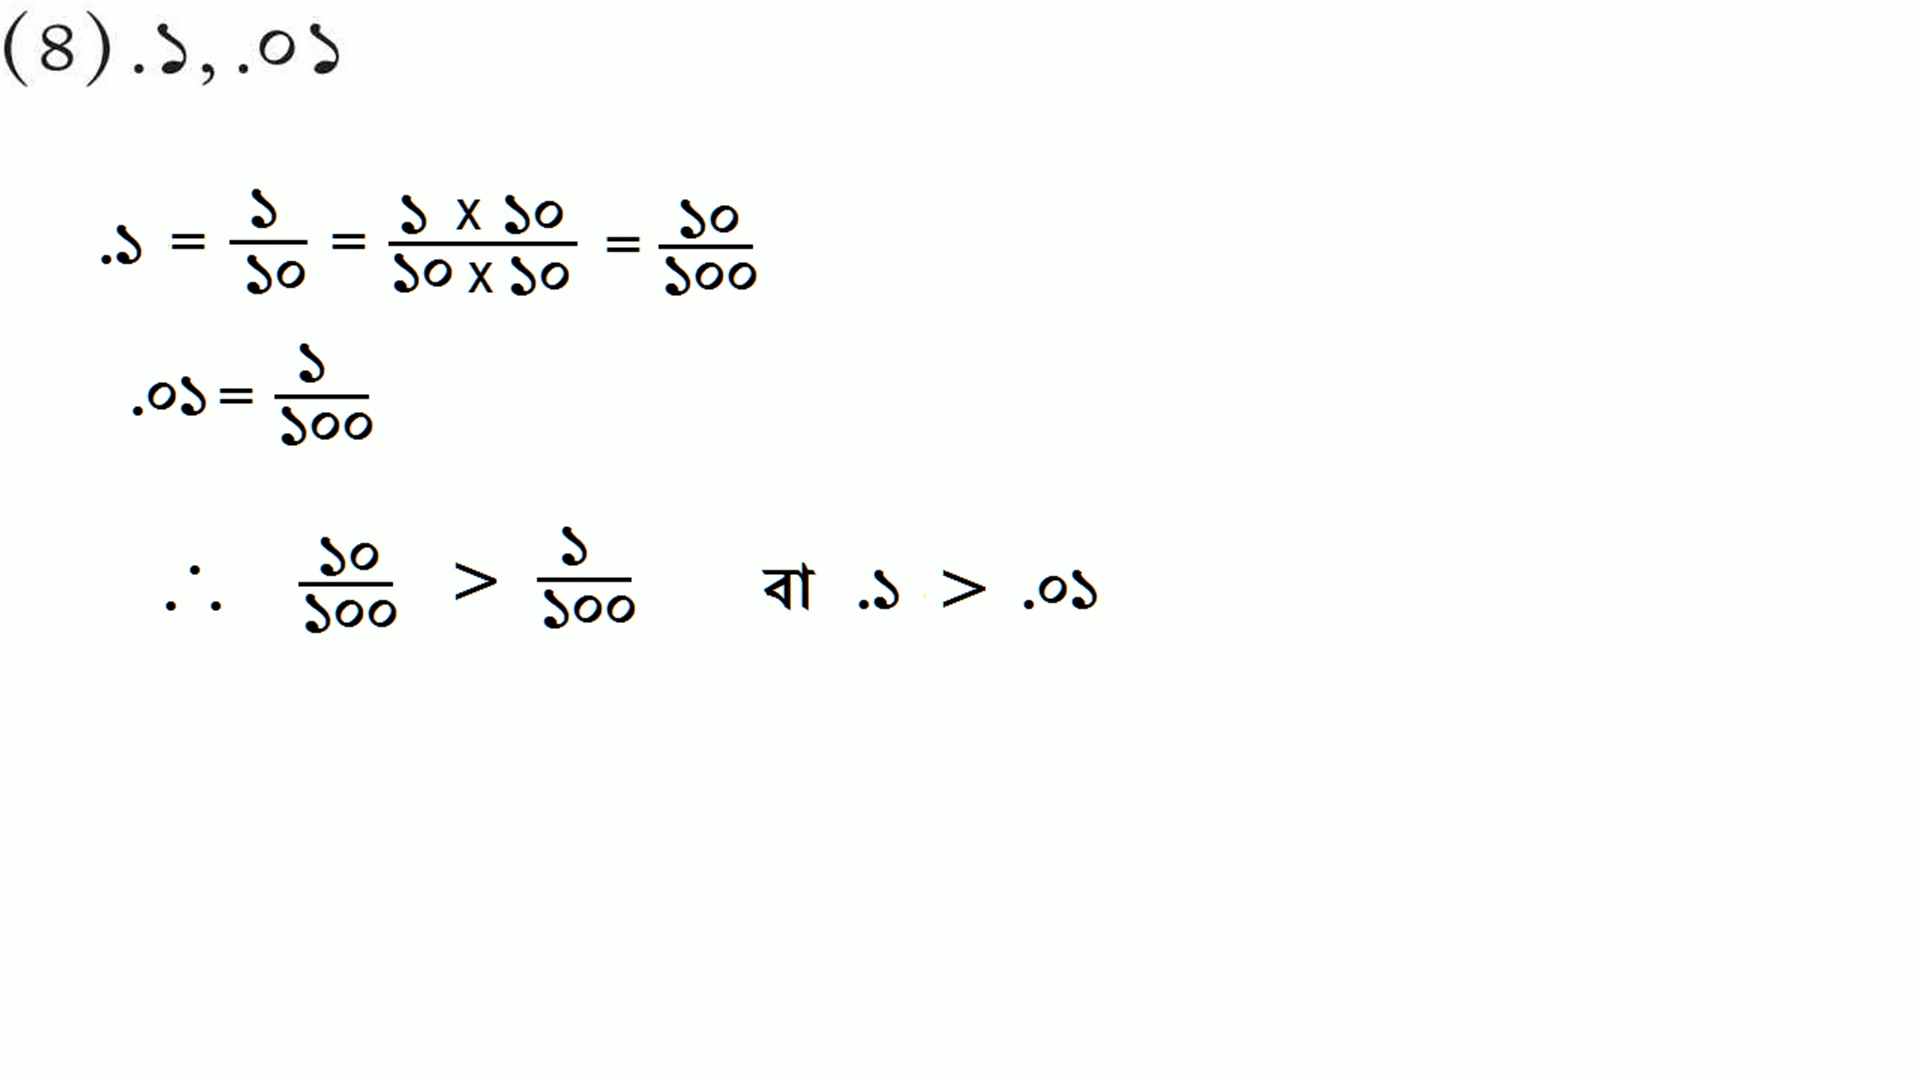 (৪) .১, .০১
.১ = ১/১০ = ১ x ১০/১০ x ১০ = ১০/১০০
.০১ = ১/১০০
∴ ১০/১০০ > ১/১০০ বা .১ > .০১